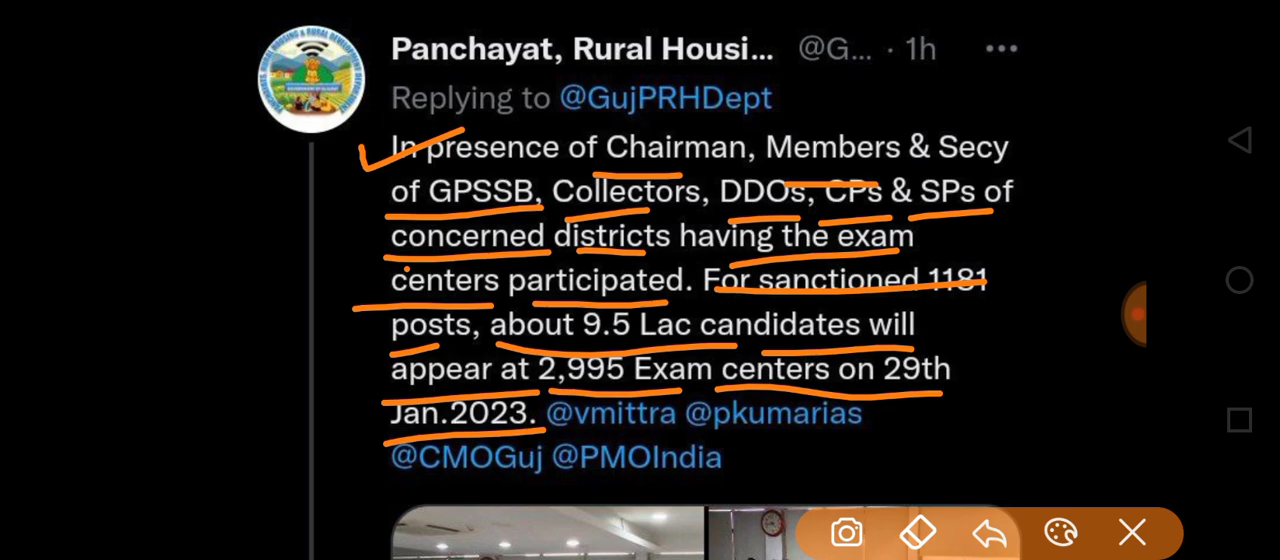 Panchayat, Rural Housi... @G... · 1h
Replying to @GujPRHDept
In presence of Chairman, Members & Secy
of GPSSB, Collectors, DDOs, CPs & SPs of
concerned districts having the exam
centers participated. For sanctioned 1181
posts, about 9.5 Lac candidates will
appear at 2,995 Exam centers on 29th
Jan.2023. @vmittra @pkumarias
@CMOGuj @PMOIndia